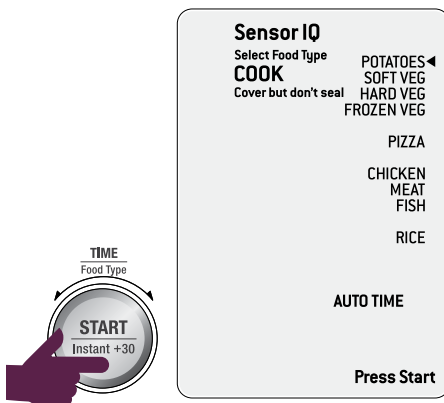 Sensor IQ
Select Food Type
COOK
Cover but don't seal
POTATOES◄
SOFT VEG
HARD VEG
FROZEN VEG
PIZZA
CHICKEN
MEAT
FISH
RICE
AUTO TIME
Press Start
TIME
Food Type
START
Instant +30